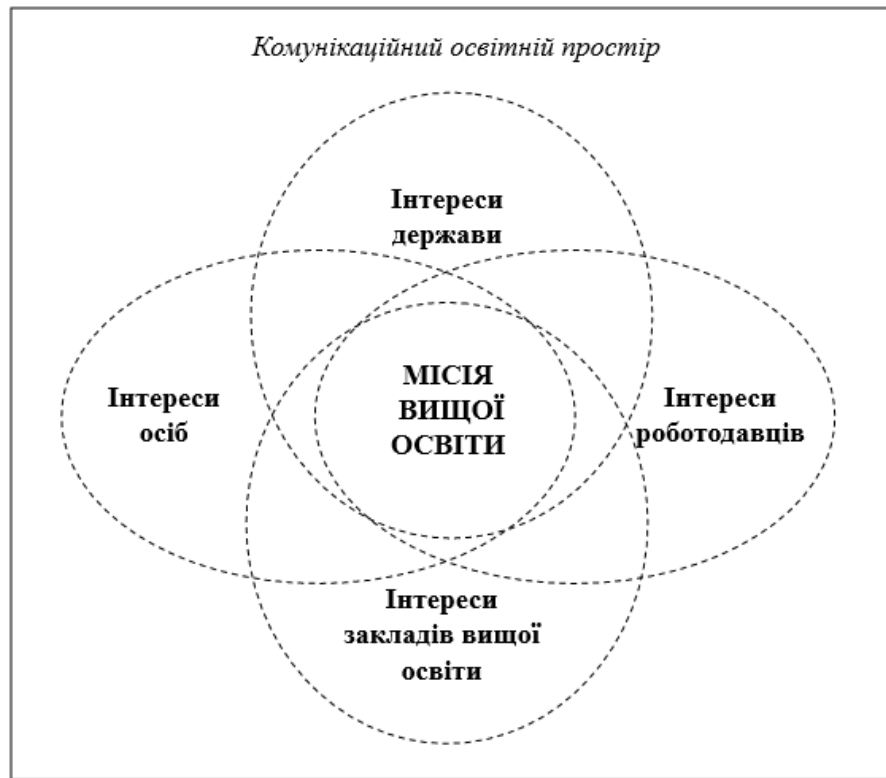 Комунікаційний освітній простір
Інтереси
держави
Інтереси
осіб
МІСІЯ
ВИЩОЇ
ОСВІТИ
Інтереси
роботодавців
Інтереси
закладів вищої
освіти